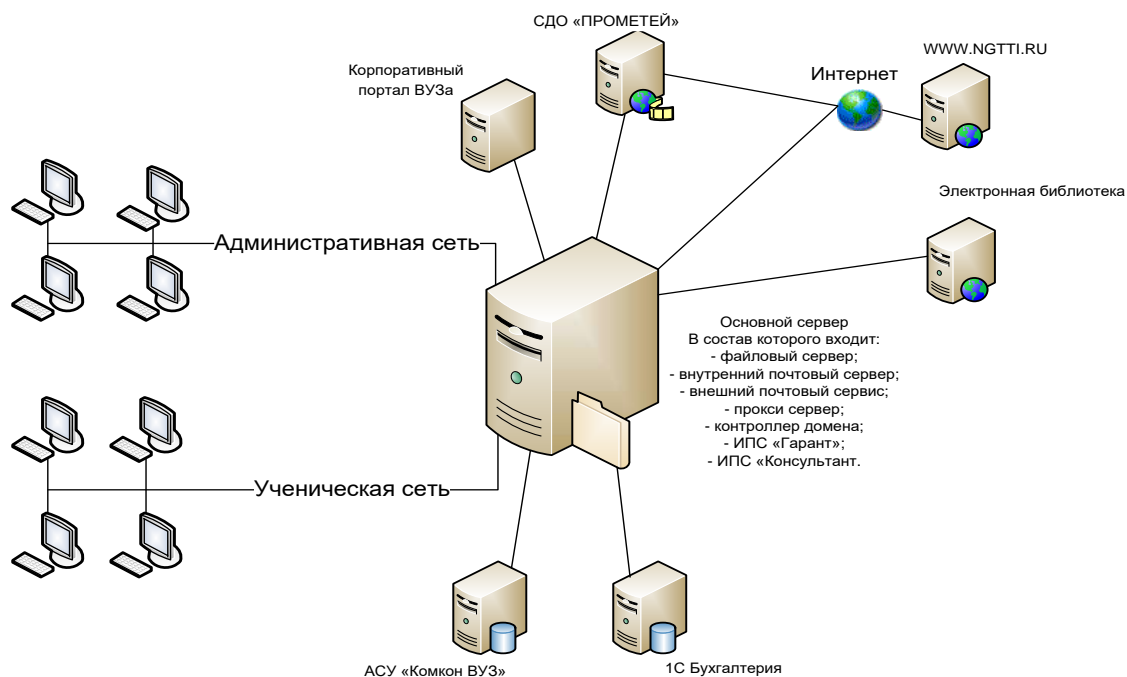 СДО «ПРОМЕТЕЙ»
WWW.NGTTI.RU
Корпоративный
портал ВУЗа
Интернет
Электронная библиотека
Административная сеть
Основной сервер
В состав которого входит:
- файловый сервер;
- внутренний почтовый сервер;
- внешний почтовый сервис;
- прокси сервер;
- контроллер домена;
- ИПС «Гарант»;
- ИПС «Консультант.
Ученическая сеть
АСУ «Комкон ВУЗ»
1С Бухгалтерия